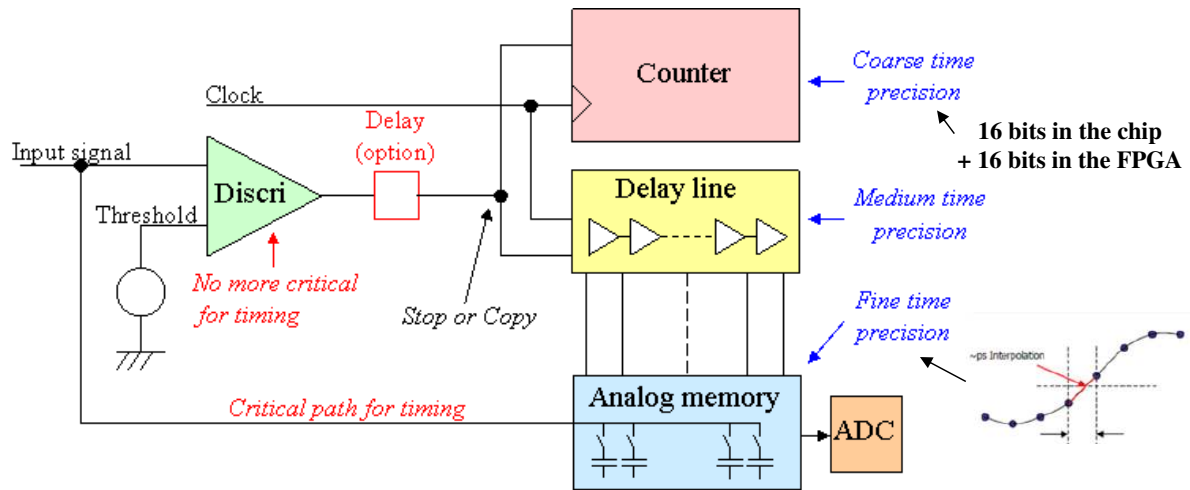 Counter
Coarse time
precision
16 bits in the chip
+ 16 bits in the FPGA
Clock
Delay
(option)
Input signal
Discri
Threshold
No more critical
for timing
Stop or Copy
Delay line
Medium time
precision
Fine time
precision
~ps Interpolation
Critical path for timing
Analog memory
ADC